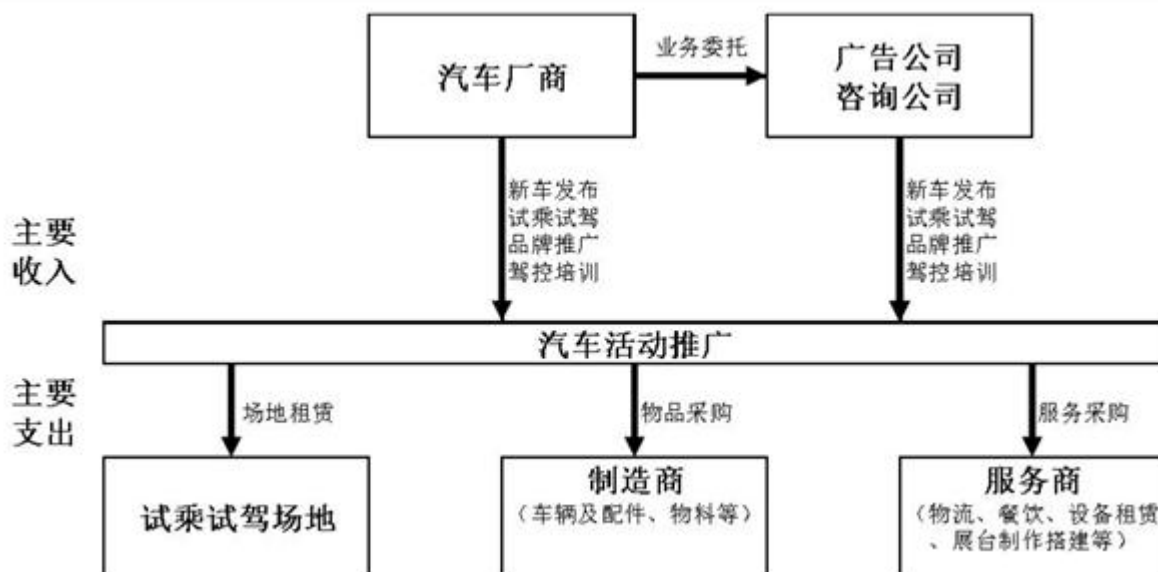 汽车厂商
业务委托
广告公司
咨询公司
主要
收入
新车发布
试乘试驾
品牌推广
驾控培训
新车发布
试乘试驾
品牌推广
驾控培训
汽车活动推广
主要
支出
场地租赁
物品采购
服务采购
试乘试驾场地
制造商
（车辆及配件、物料等）
服务商
（物流、餐饮、设备租赁
、展台制作搭建等）